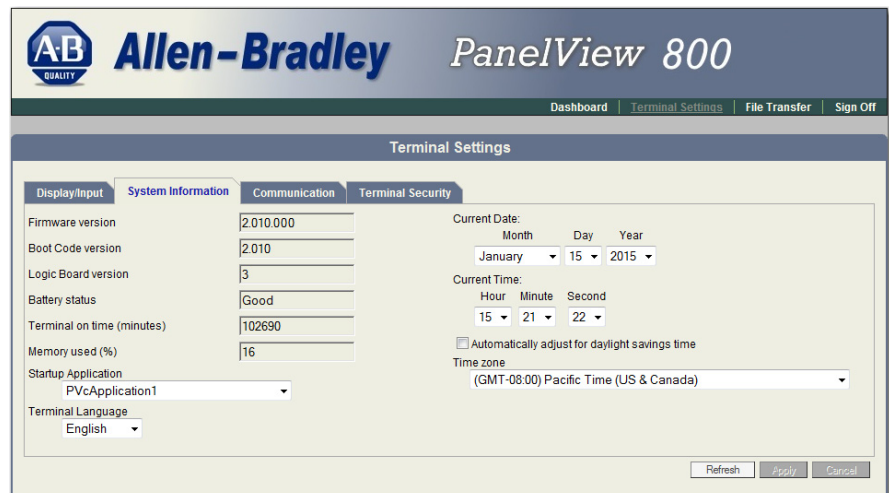 A-B
QUALITY
Allen-Bradley
PanelView 800
Dashboard | Terminal Settings | File Transfer | Sign Off
Terminal Settings
Display/Input System Information Communication Terminal Security
Firmware version 2.010.000
Boot Code version 2.010
Logic Board version 3
Battery status Good
Terminal on time (minutes) 102690
Memory used (%) 16
Startup Application
PVcApplication1
Terminal Language
English
Current Date:
Month Day Year
January 15 2015
Current Time:
Hour Minute Second
15 21 22
Automatically adjust for daylight savings time
Time zone
(GMT-08:00) Pacific Time (US & Canada)
Refresh Apply Cancel